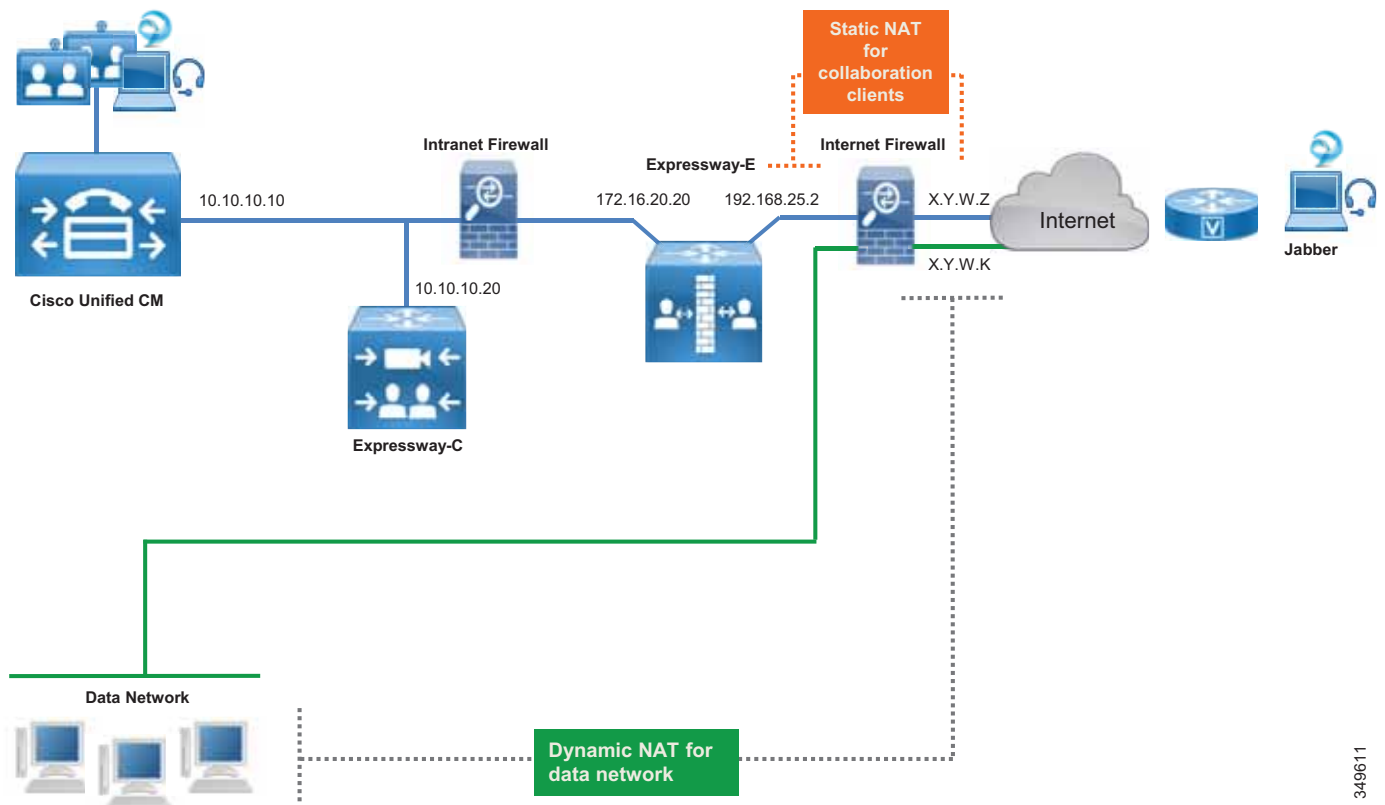 Static NAT
for
collaboration
clients
Intranet Firewall
Internet Firewall
Expressway-E
10.10.10.10
172.16.20.20
192.168.25.2
X.Y.W.Z
Internet
V
Jabber
X.Y.W.K
Cisco Unified CM
10.10.10.20
Expressway-C
Data Network
Dynamic NAT for
data network
349611